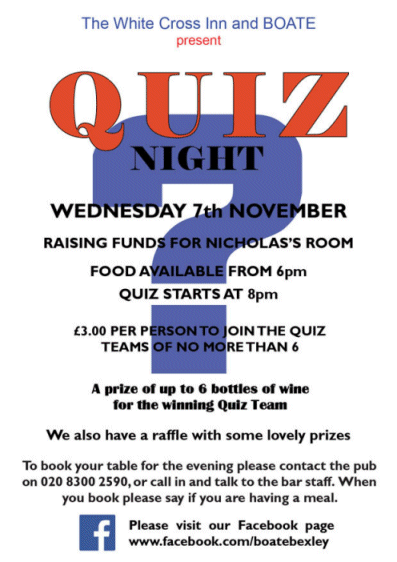 The White Cross Inn and BOATE
present
QUIZ
NIGHT
WEDNESDAY 7th NOVEMBER
RAISING FUNDS FOR NICHOLAS'S ROOM
FOOD AVAILABLE FROM 6pm
QUIZ STARTS AT 8pm
£3.00 PER PERSON TO JOIN THE QUIZ
TEAMS OF NO MORE THAN 6
A prize of up to 6 bottles of wine
for the winning Quiz Team
We also have a raffle with some lovely prizes
To book your table for the evening please contact the pub
on 020 8300 2590, or call in and talk to the bar staff. When
you book please say if you are having a meal.
Please visit our Facebook page
www.facebook.com/boatebexley